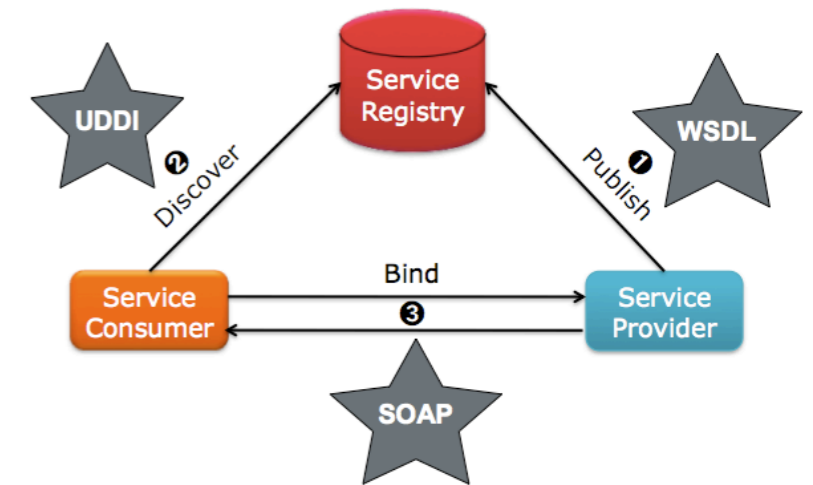 Service
Registry
UDDI
WSDL
❷
Discover
❶
Publish
Bind
❸
Service
Consumer
Service
Provider
SOAP